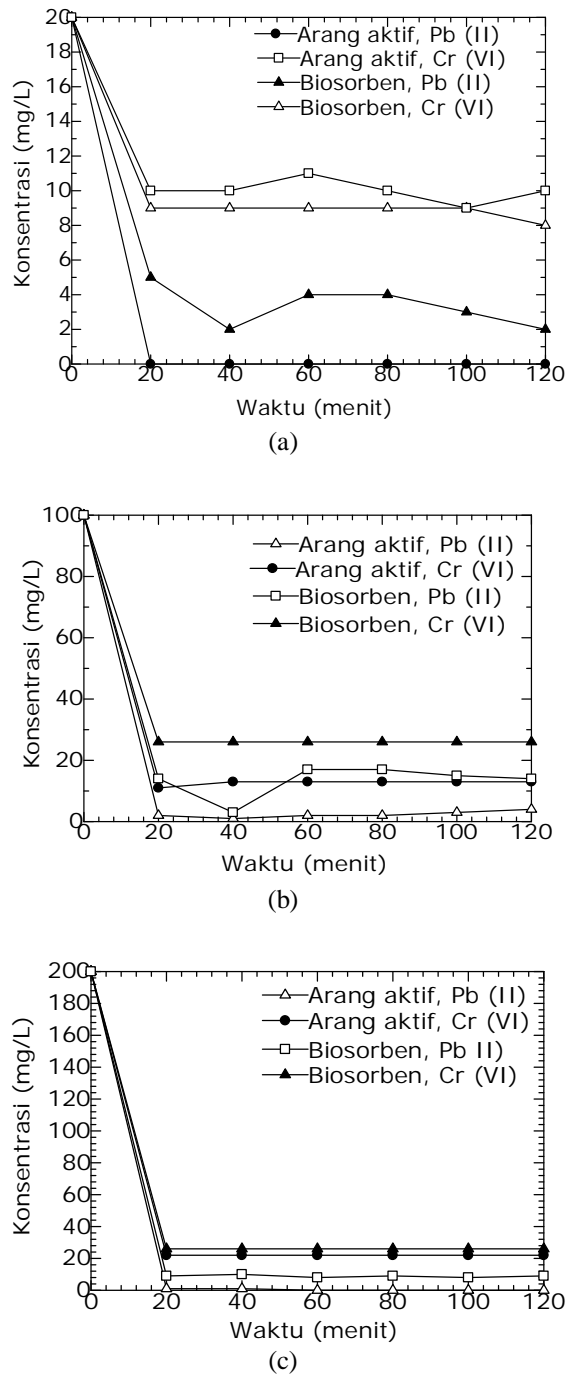 20
18
16
14
12
10
8
6
4
2
0
Konsentrasi (mg/L)
Arang aktif, Pb (II)
Arang aktif, Cr (VI)
Biosorben, Pb (II)
Biosorben, Cr (VI)
0 20 40 60 80 100 120
Waktu (menit)
(a)
100
80
60
40
20
0
Konsentrasi (mg/L)
Arang aktif, Pb (II)
Arang aktif, Cr (VI)
Biosorben, Pb (II)
Biosorben, Cr (VI)
0 20 40 60 80 100 120
Waktu (menit)
(b)
200
180
160
140
120
100
80
60
40
20
0
Konsentrasi (mg/L)
Arang aktif, Pb (II)
Arang aktif, Cr (VI)
Biosorben, Pb II)
Biosorben, Cr (VI)
0 20 40 60 80 100 120
Waktu (menit)
(c)